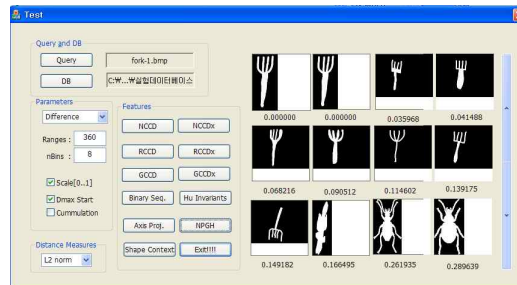 Test
Query and DB
Query
fork-1.bmp
DB
C:₩...₩실험데이터베이스
Parameters
Difference
Ranges : 360
nBins : 8
Scale[0..1]
Dmax Start
Cummulation
Distance Measures
L2 norm
Features
NCCD NCCDx
RCCD RCCDx
GCCD GCCDx
Binary Seq. Hu Invariants
Axis Proj. NPGH
Shape Context Exit!!!!
0.000000 0.000000 0.035968 0.041488
0.068216 0.090512 0.114602 0.139175
0.149182 0.166495 0.261935 0.289639